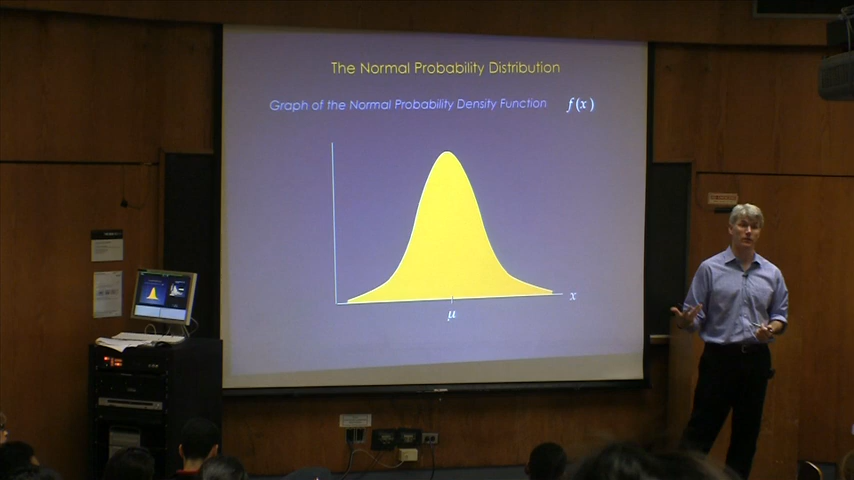 The Normal Probability Distribution
Graph of the Normal Probability Density Function f(x)
x
μ